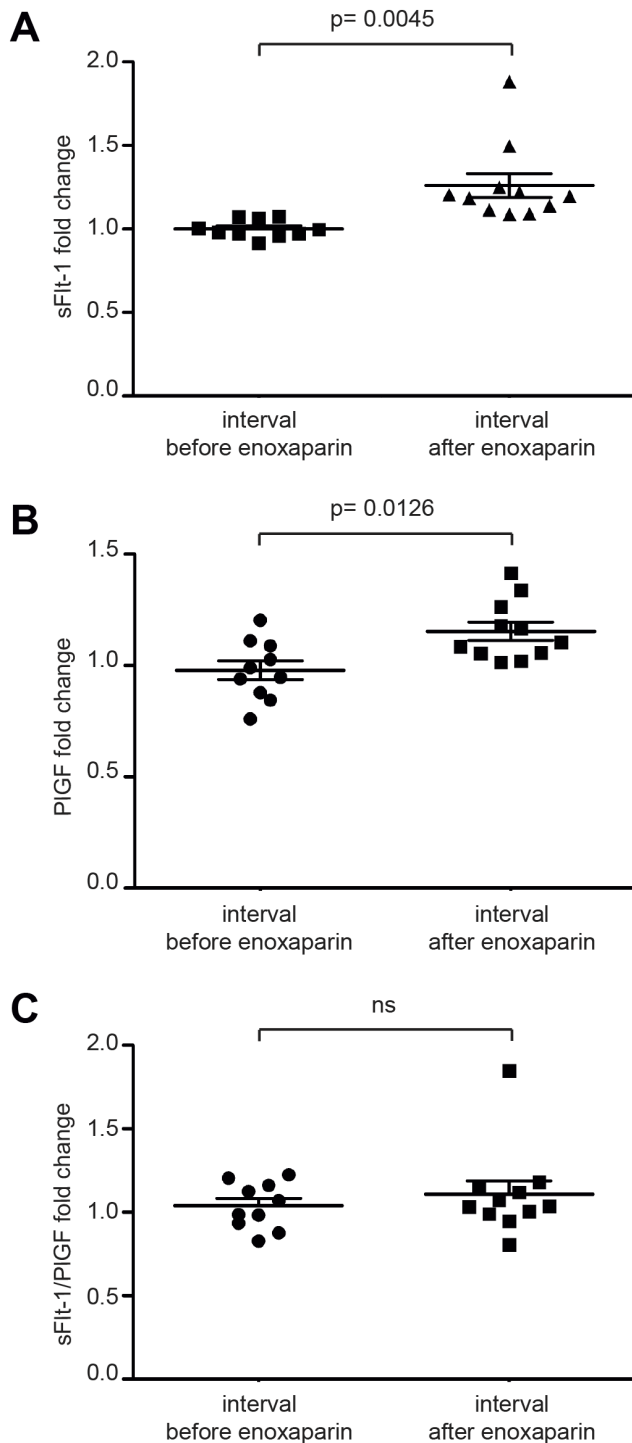 A
p= 0.0045
sFlt-1 fold change
2.0
1.5
1.0
0.5
0.0
interval
before enoxaparin
interval
after enoxaparin
B
p= 0.0126
PlGF fold change
1.5
1.0
0.5
0.0
interval
before enoxaparin
interval
after enoxaparin
C
ns
sFlt-1/PlGF fold change
2.0
1.5
1.0
0.5
0.0
interval
before enoxaparin
interval
after enoxaparin